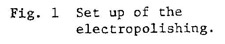 Fig. 1 Set up of the
electropolishing.